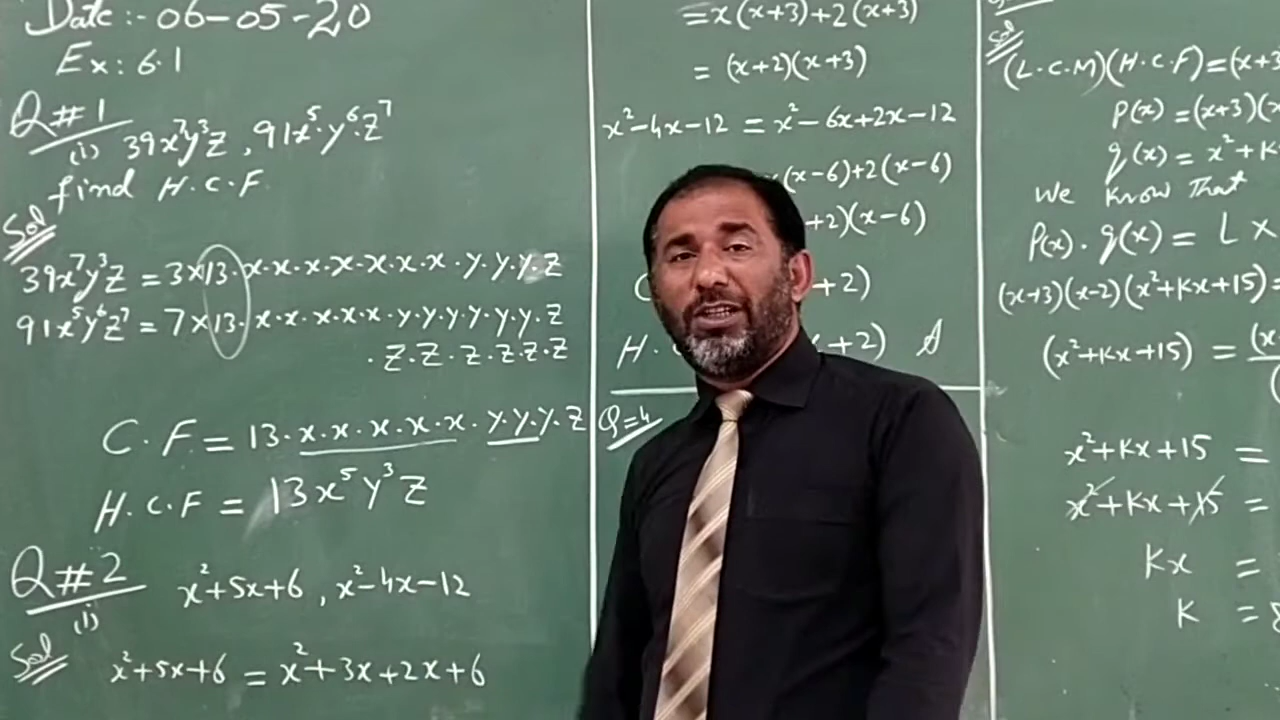 Date :- 06-05-20
Ex: 6.1
Q#1
(i) 39x⁷y³z , 91x⁵·y⁶·z⁷
find H.C.F.
Sol
39x⁷y³z = 3×13·x·x·x·x·x·x·x·y·y·y·z
91x⁵y⁶z⁷ = 7×13·x·x·x·x·x·y·y·y·y·y·y·z
·z·z·z·z·z·z
C.F = 13·x·x·x·x·x·y·y·y·z
H.C.F = 13x⁵y³z
Q#2
(i) x²+5x+6 , x²-4x-12
Sol
x²+5x+6 = x²+3x+2x+6
=x(x+3)+2(x+3)
= (x+2)(x+3)
x²-4x-12 = x²-6x+2x-12
(x-6)+2(x-6)
+2)(x-6)
C +2)
H. +2)
Q=4
Sol
(L.C.M)(H.C.F)=(x+3
p(x) = (x+3)(x
q(x) = x²+K
We Know That
p(x) . q(x) = L x
(x+3)(x-2)(x²+Kx+15)=
(x²+Kx+15) = (x
x²+Kx+15 =
x²+Kx+15 =
Kx =
K = 8